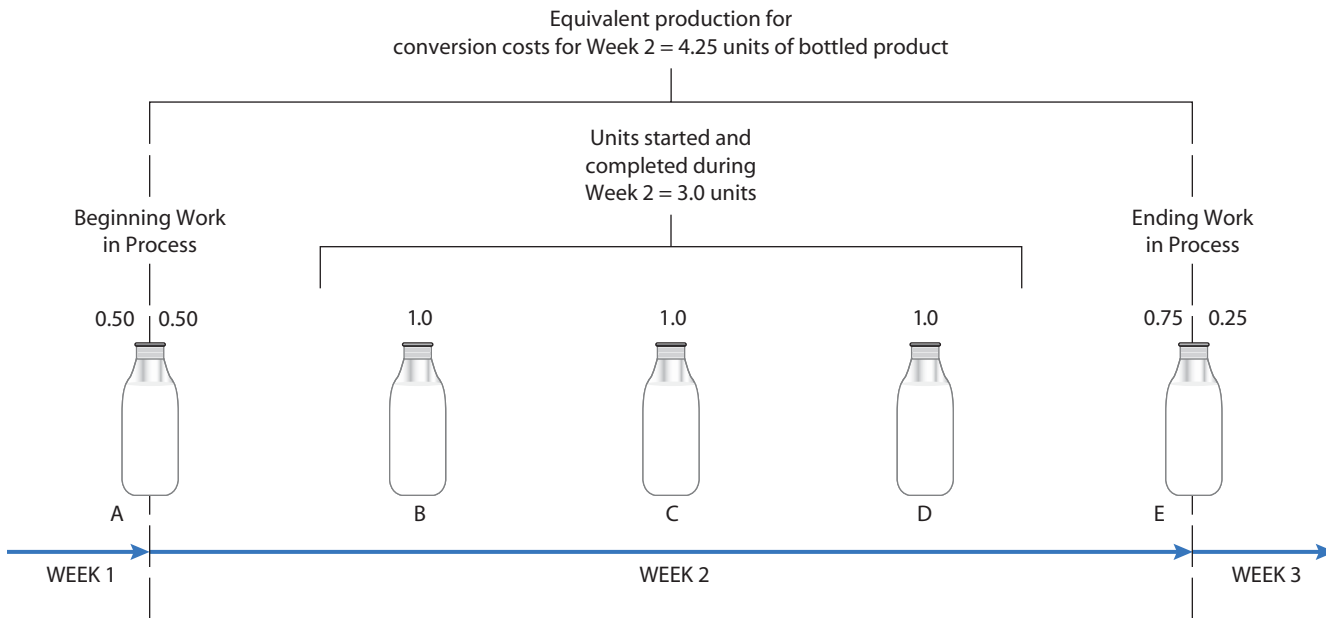 Equivalent production for
conversion costs for Week 2 = 4.25 units of bottled product
Units started and
completed during
Week 2 = 3.0 units
Beginning Work
in Process
Ending Work
in Process
0.50 0.50
1.0
1.0
1.0
0.75 0.25
A
B
C
D
E
WEEK 1
WEEK 2
WEEK 3